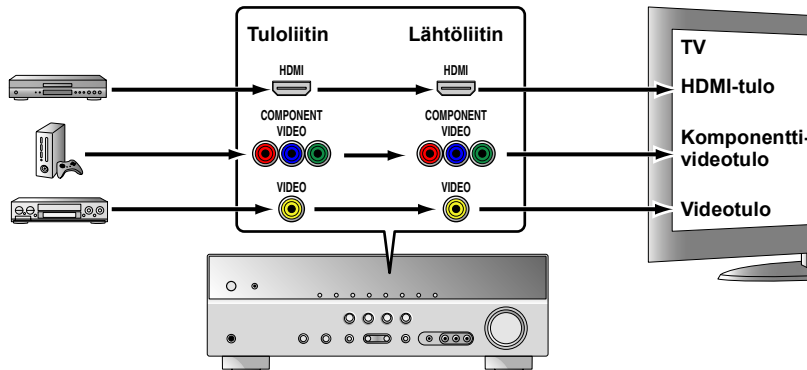 Tuloliitin
Lähtöliitin
TV
HDMI
HDMI
HDMI-tulo
COMPONENT
VIDEO
COMPONENT
VIDEO
Komponentti-
videotulo
VIDEO
VIDEO
Videotulo